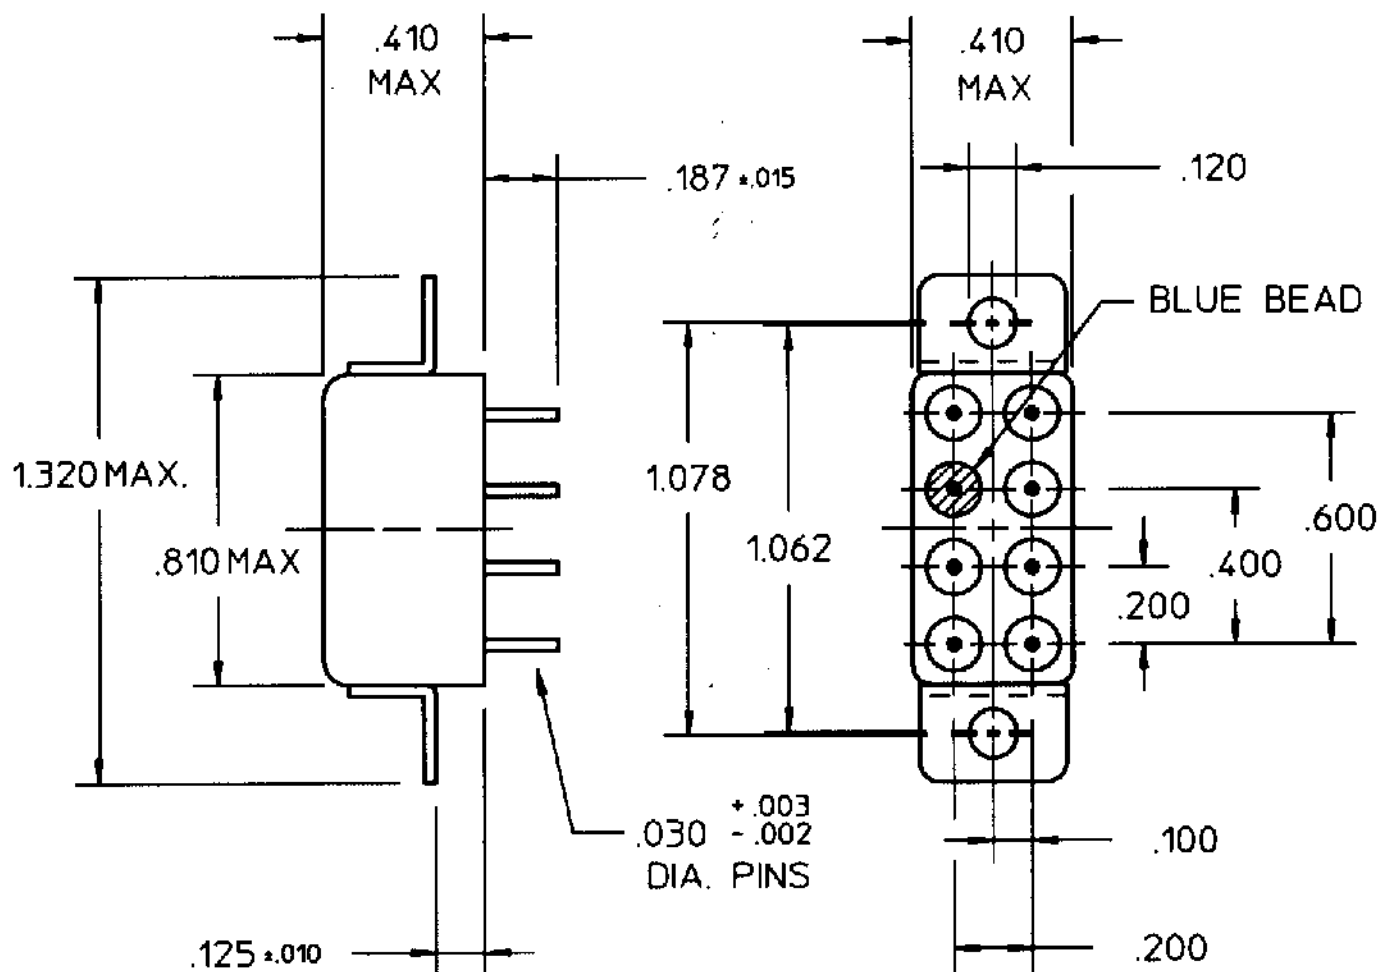 .410
MAX
.410
MAX
.187 ±.015
.120
BLUE BEAD
1.320 MAX.
1.078
.600
.810 MAX
1.062
.400
.200
+.003
.030 -.002
DIA. PINS
.100
.125 ±.010
.200